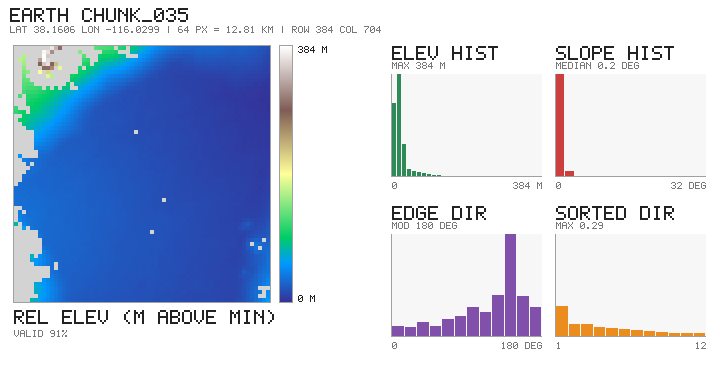 EARTH CHUNK_035
LAT 38.1606 LON -116.0299 | 64 PX = 12.81 KM | ROW 384 COL 704
384 M
0 M
REL ELEV (M ABOVE MIN)
VALID 91%
ELEV HIST
MAX 384 M
0 384 M
SLOPE HIST
MEDIAN 0.2 DEG
0 32 DEG
EDGE DIR
MOD 180 DEG
0 180 DEG
SORTED DIR
MAX 0.29
1 12